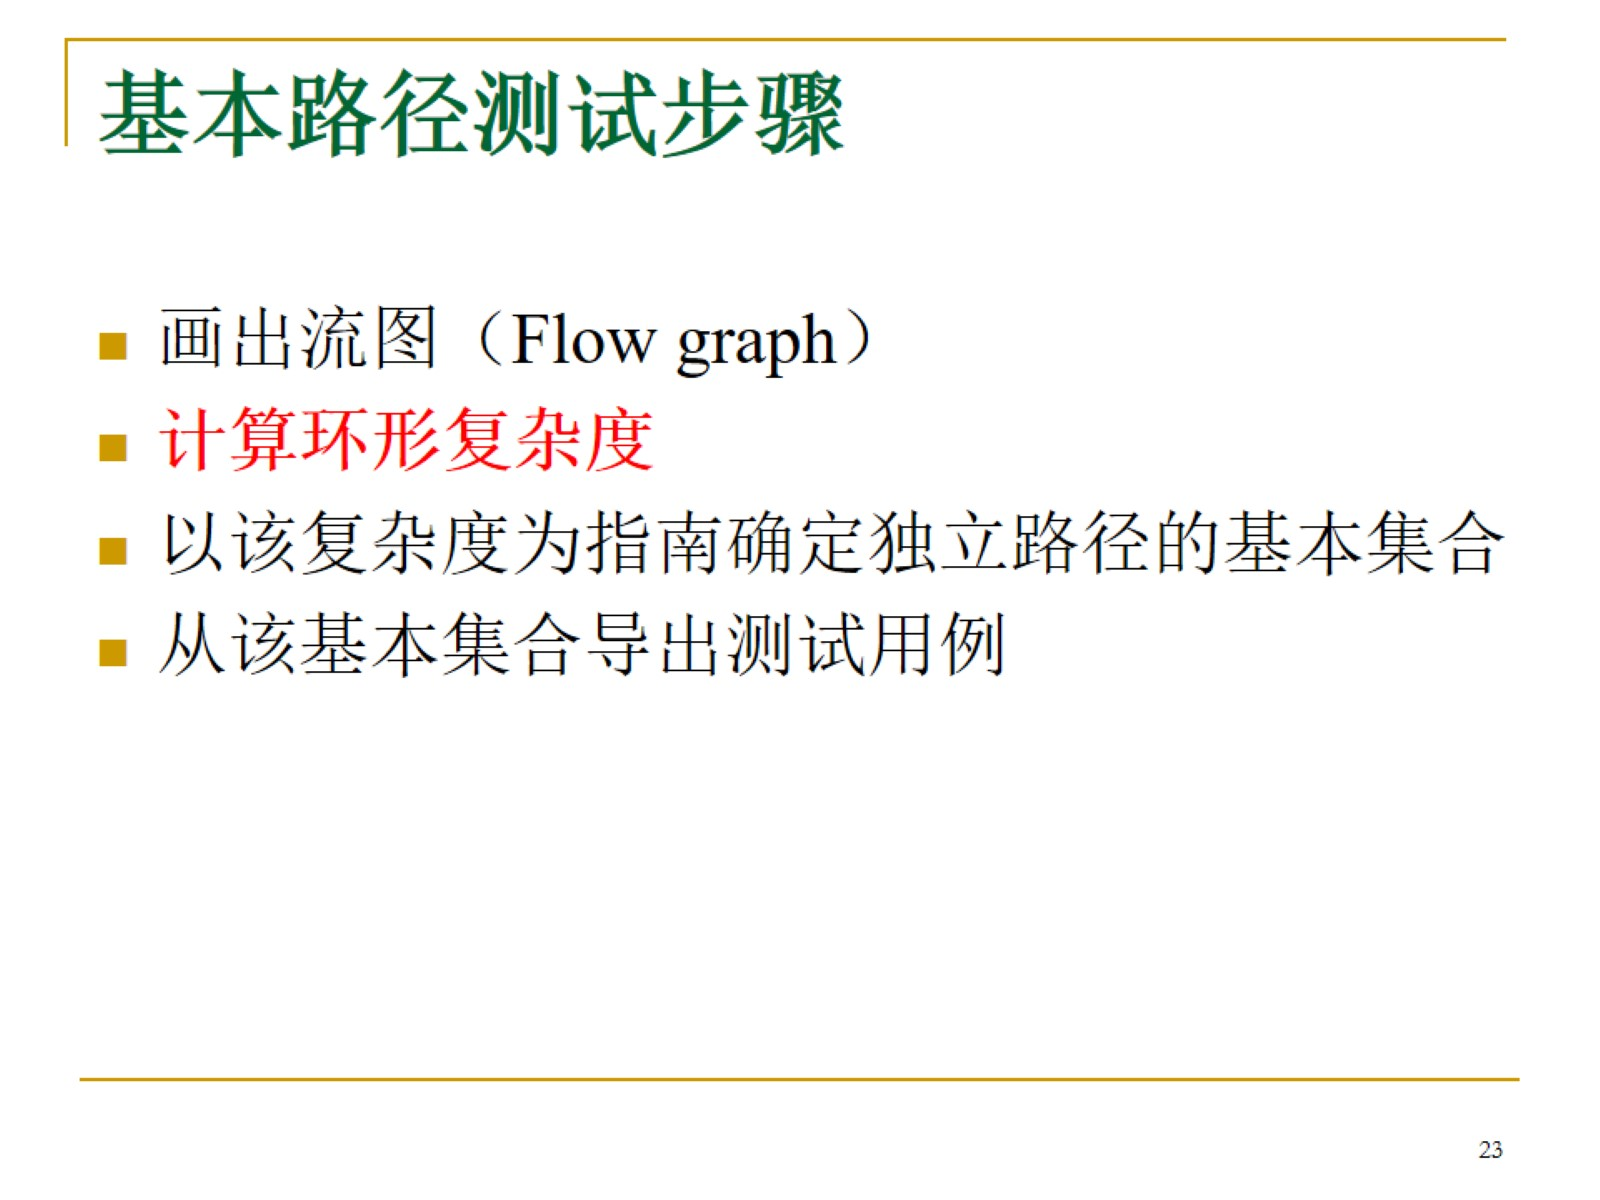 基本路径测试步骤
画出流图（Flow graph）
计算环形复杂度
以该复杂度为指南确定独立路径的基本集合
从该基本集合导出测试用例
23